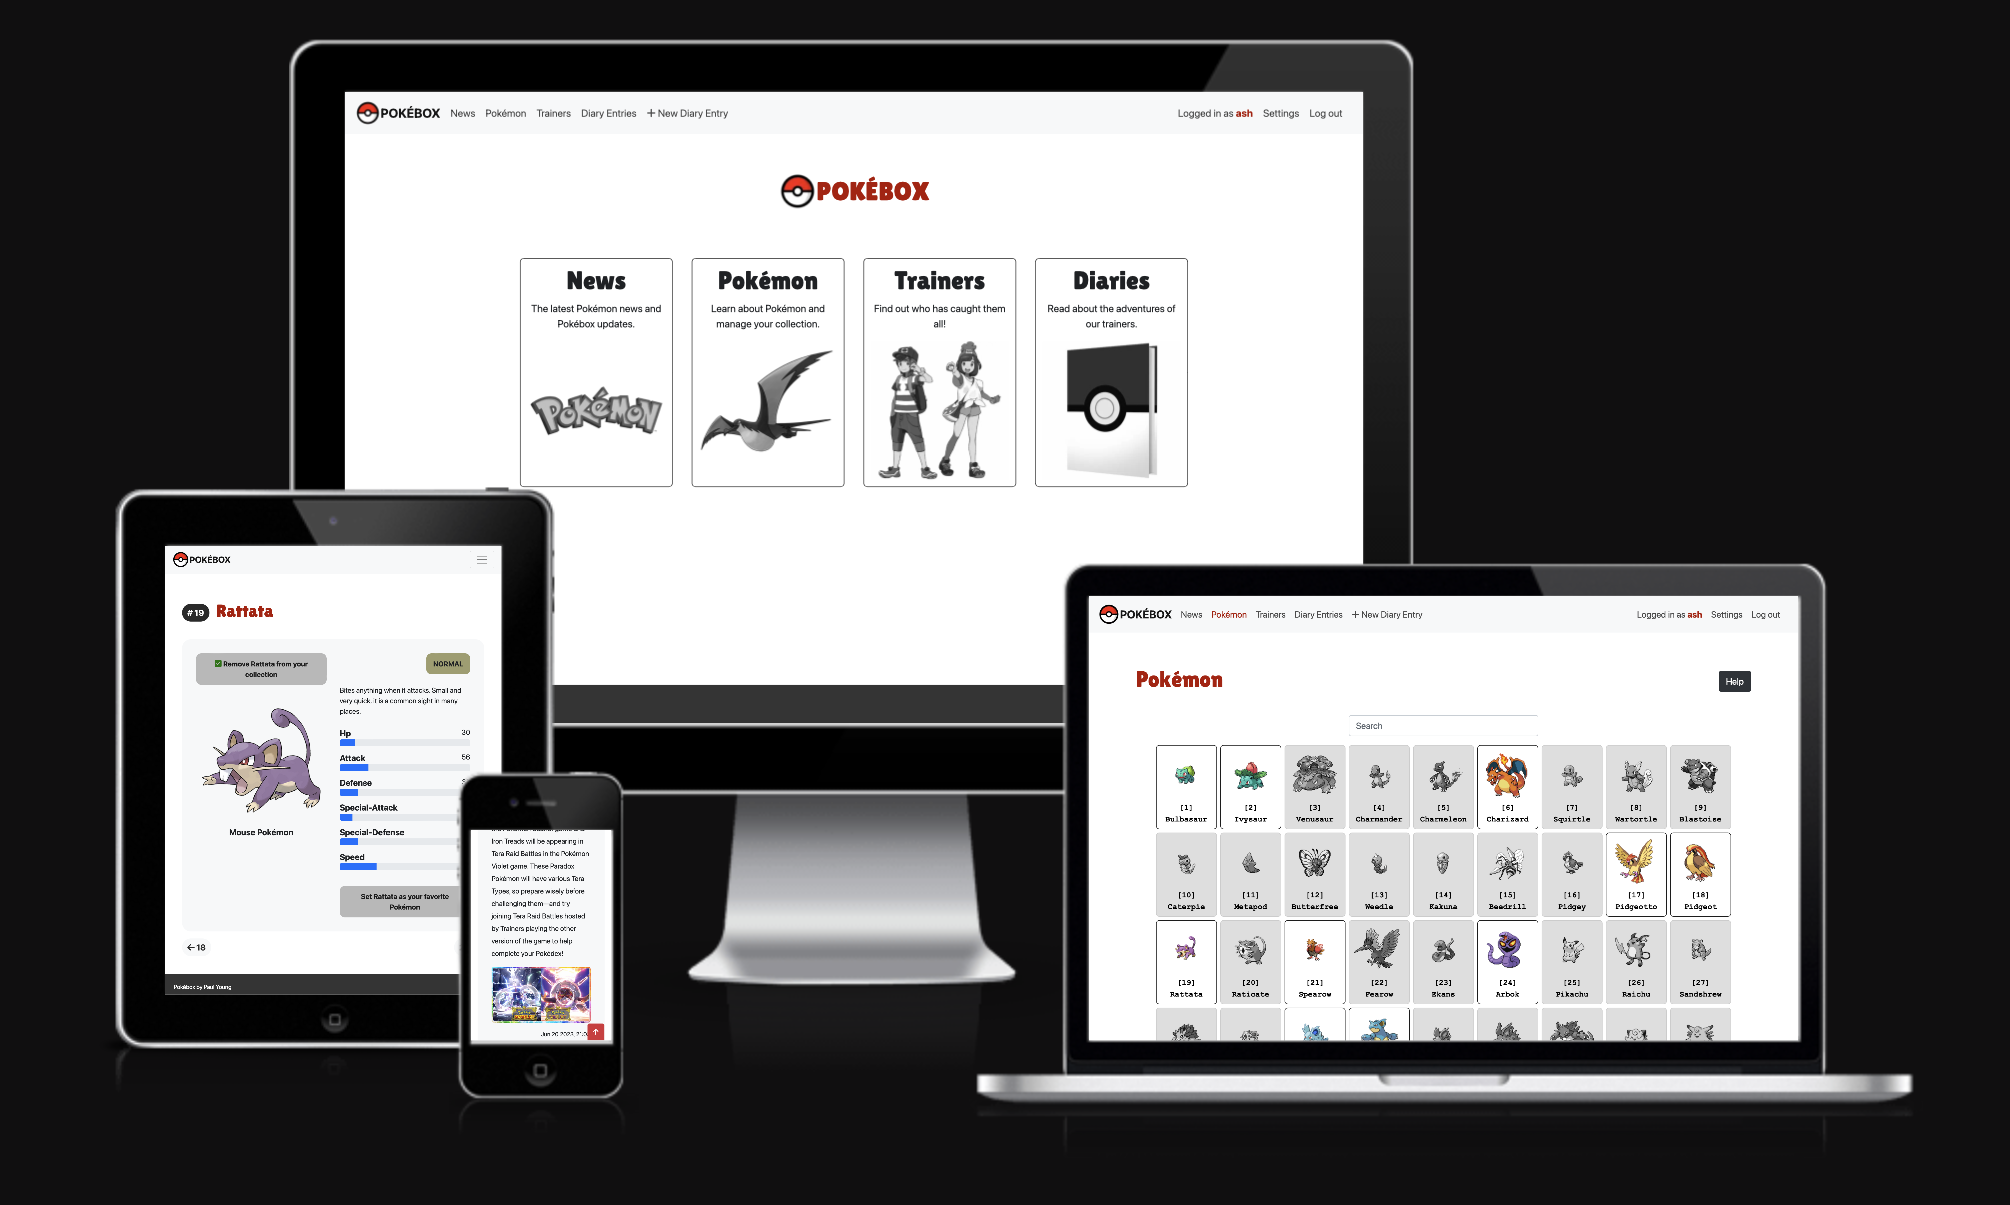 POKÉBOX News Pokémon Trainers Diary Entries + New Diary Entry Logged in as ash Settings Log out
POKÉBOX
News
The latest Pokémon news and
Pokébox updates.
POKéMON
Pokémon
Learn about Pokémon and
manage your collection.
Trainers
Find out who has caught them
all!
Diaries
Read about the adventures of
our trainers.
POKÉBOX
#19 Rattata
Remove Rattata from your
collection
Mouse Pokémon
NORMAL
Bites anything when it attacks. Small and
very quick, it is a common sight in many
places.
Hp 30
Attack 56
Defense
Special-Attack
Special-Defense
Speed
Set Rattata as your favorite
Pokémon
← 18
Pokébox by Paul Young
Iron Treads will be appearing in
Tera Raid Battles in the Pokémon
Violet game. These Paradox
Pokémon will have various Tera
Types, so prepare wisely before
challenging them—and try
joining Tera Raid Battles hosted
by Trainers playing the other
version of the game to help
complete your Pokédex!
Jun 20 2023, 21:0
POKÉBOX News Pokémon Trainers Diary Entries + New Diary Entry Logged in as ash Settings Log out
Pokémon
Help
Search
[1] [2] [3] [4] [5] [6] [7] [8] [9]
Bulbasaur Ivysaur Venusaur Charmander Charmeleon Charizard Squirtle Wartortle Blastoise
[10] [11] [12] [13] [14] [15] [16] [17] [18]
Caterpie Metapod Butterfree Weedle Kakuna Beedrill Pidgey Pidgeotto Pidgeot
[19] [20] [21] [22] [23] [24] [25] [26] [27]
Rattata Raticate Spearow Fearow Ekans Arbok Pikachu Raichu Sandshrew